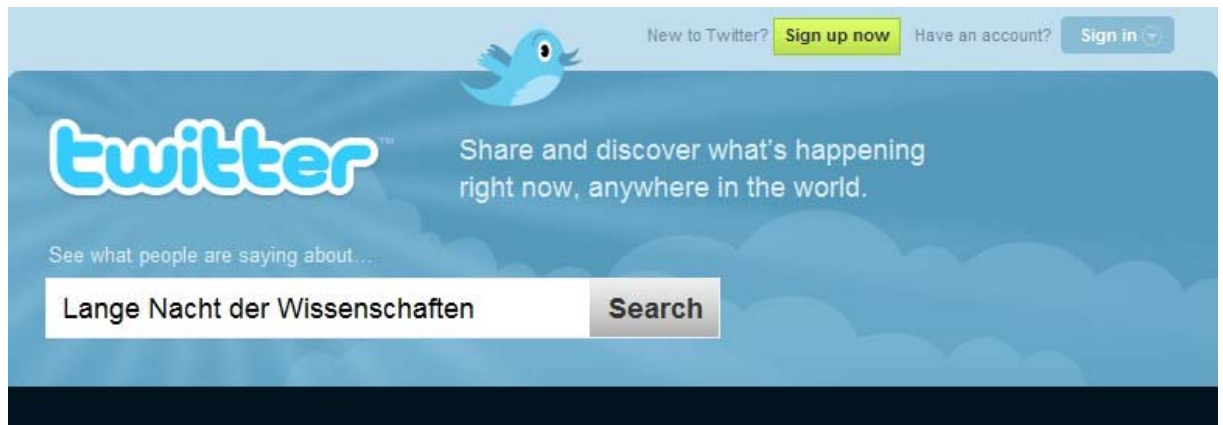 New to Twitter? Sign up now Have an account? Sign in
twitter™
Share and discover what's happening
right now, anywhere in the world.
See what people are saying about...
Lange Nacht der Wissenschaften Search